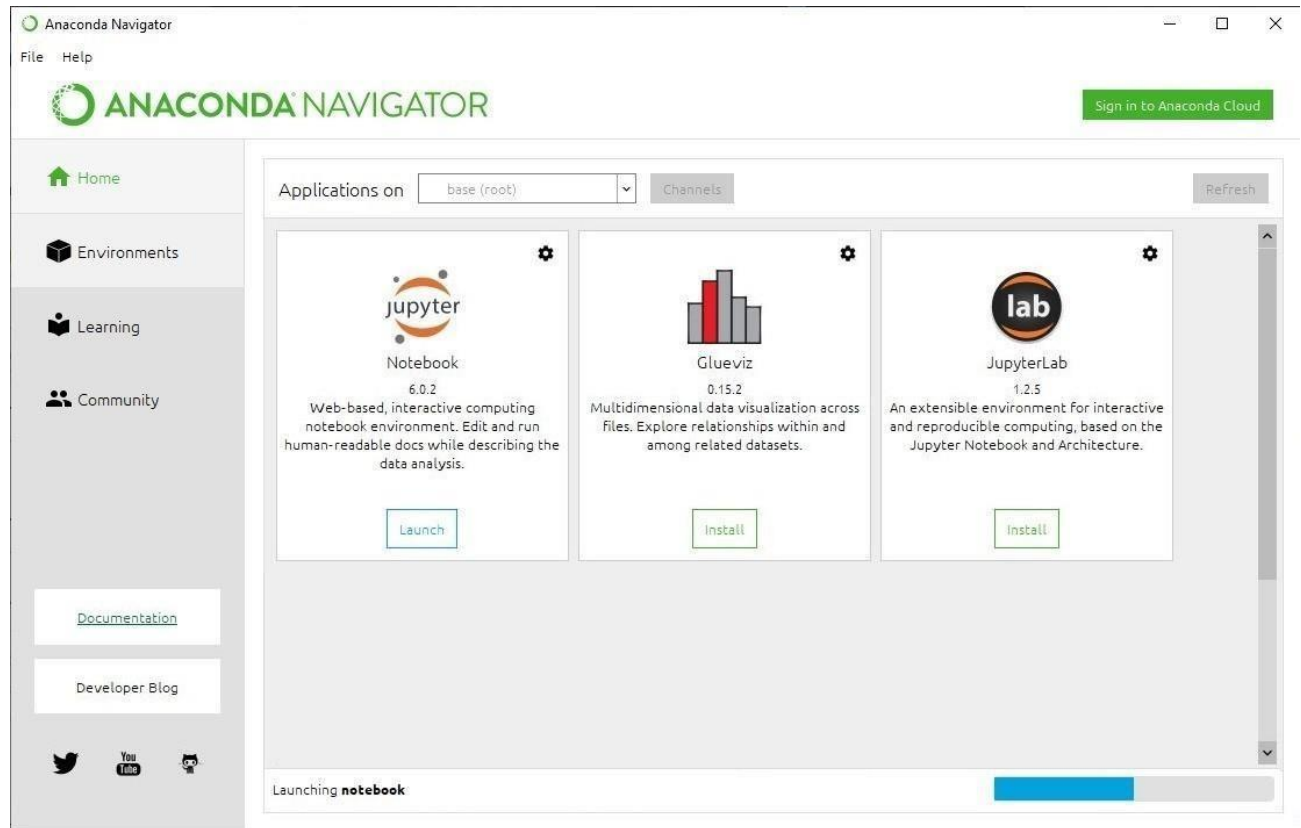 Anaconda Navigator
File Help
ANACONDA NAVIGATOR
Sign in to Anaconda Cloud
Home
Environments
Learning
Community
Documentation
Developer Blog
You
Tube
Applications on base (root) Channels Refresh
jupyter
Notebook
6.0.2
Web-based, interactive computing
notebook environment. Edit and run
human-readable docs while describing the
data analysis.
Launch
Glueviz
0.15.2
Multidimensional data visualization across
files. Explore relationships within and
among related datasets.
Install
lab
JupyterLab
1.2.5
An extensible environment for interactive
and reproducible computing, based on the
Jupyter Notebook and Architecture.
Install
Launching notebook